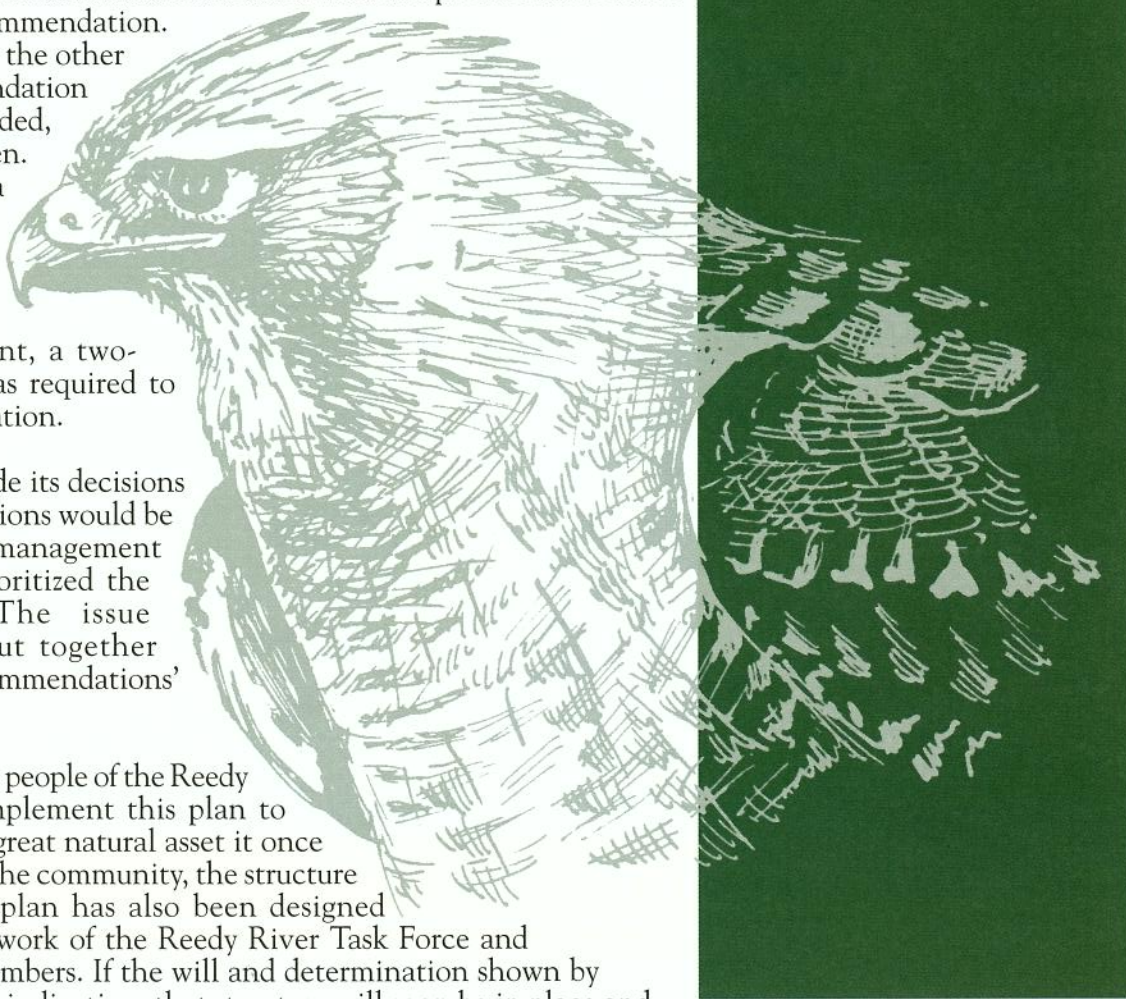 mmendation.
the other
ndation
ded,
en.
nt, a two-
as required to
tion.
de its decisions
ions would be
management
oritized the
The issue
ut together
mmendations’
people of the Reedy
nplement this plan to
great natural asset it once
he community, the structure
plan has also been designed
work of the Reedy River Task Force and
mbers. If the will and determination shown by